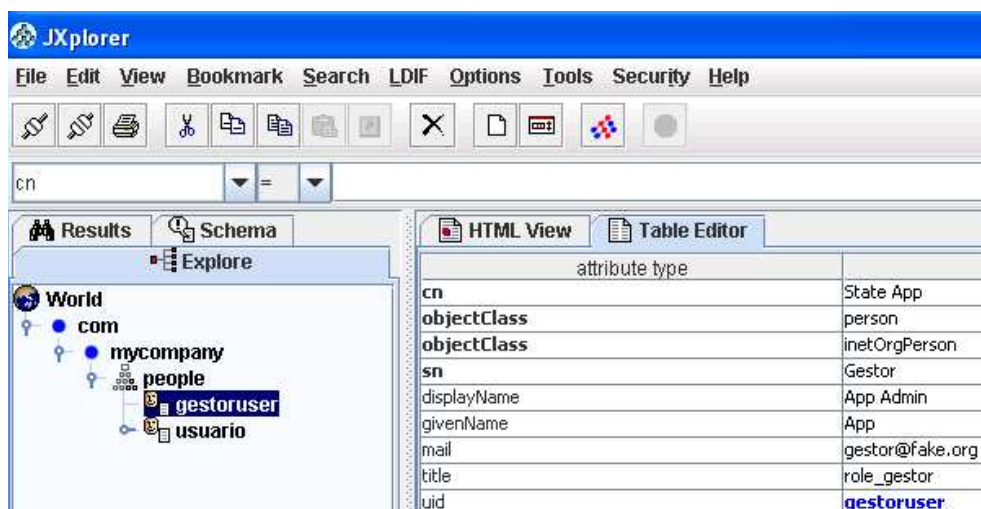 JXplorer
File Edit View Bookmark Search LDIF Options Tools Security Help
cn =
Results Schema
Explore
World
com
mycompany
people
gestoruser
usuario
HTML View Table Editor
attribute type
cn State App
objectClass person
objectClass inetOrgPerson
sn Gestor
displayName App Admin
givenName App
mail gestor@fake.org
title role_gestor
uid gestoruser